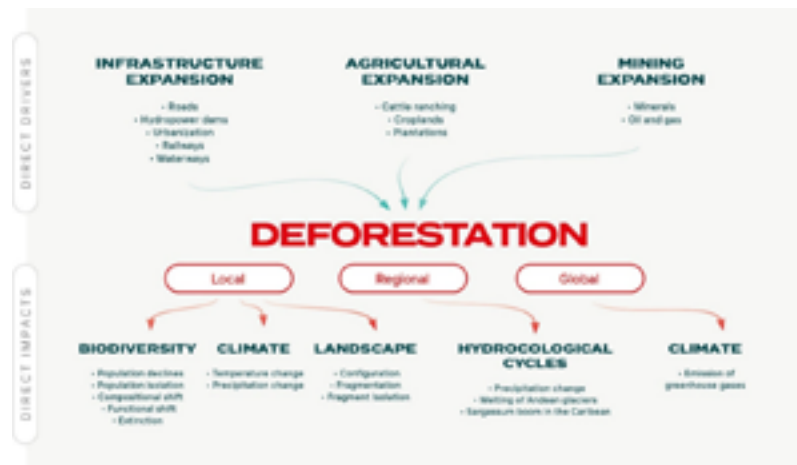 DIRECT DRIVERS
INFRASTRUCTURE
EXPANSION
- Roads
- Hydropower dams
- Urbanization
- Railways
- Waterways
AGRICULTURAL
EXPANSION
- Cattle ranching
- Croplands
- Plantations
MINING
EXPANSION
- Minerals
- Oil and gas
DEFORESTATION
Local
Regional
Global
DIRECT IMPACTS
BIODIVERSITY
- Population declines
- Population isolation
- Compositional shift
- Functional shift
- Extinction
CLIMATE
- Temperature change
- Precipitation change
LANDSCAPE
- Configuration
- Fragmentation
- Fragment isolation
HYDROCOLOGICAL
CYCLES
- Precipitation change
- Melting of Andean glaciers
- Sargassum boom in the Caribean
CLIMATE
- Emission of
greenhouse gases